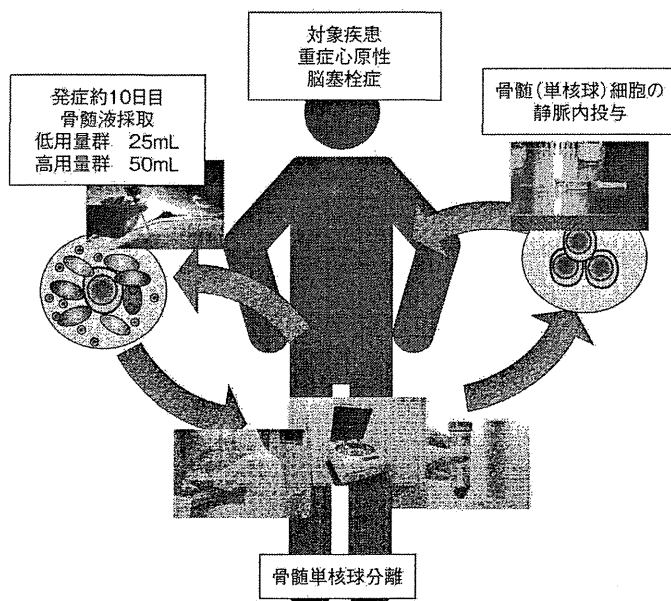 対象疾患
重症心原性
脳塞栓症
発症約10日目
骨髄液採取
低用量群　25mL
高用量群　50mL
骨髄(単核球)細胞の
静脈内投与
骨髄単核球分離